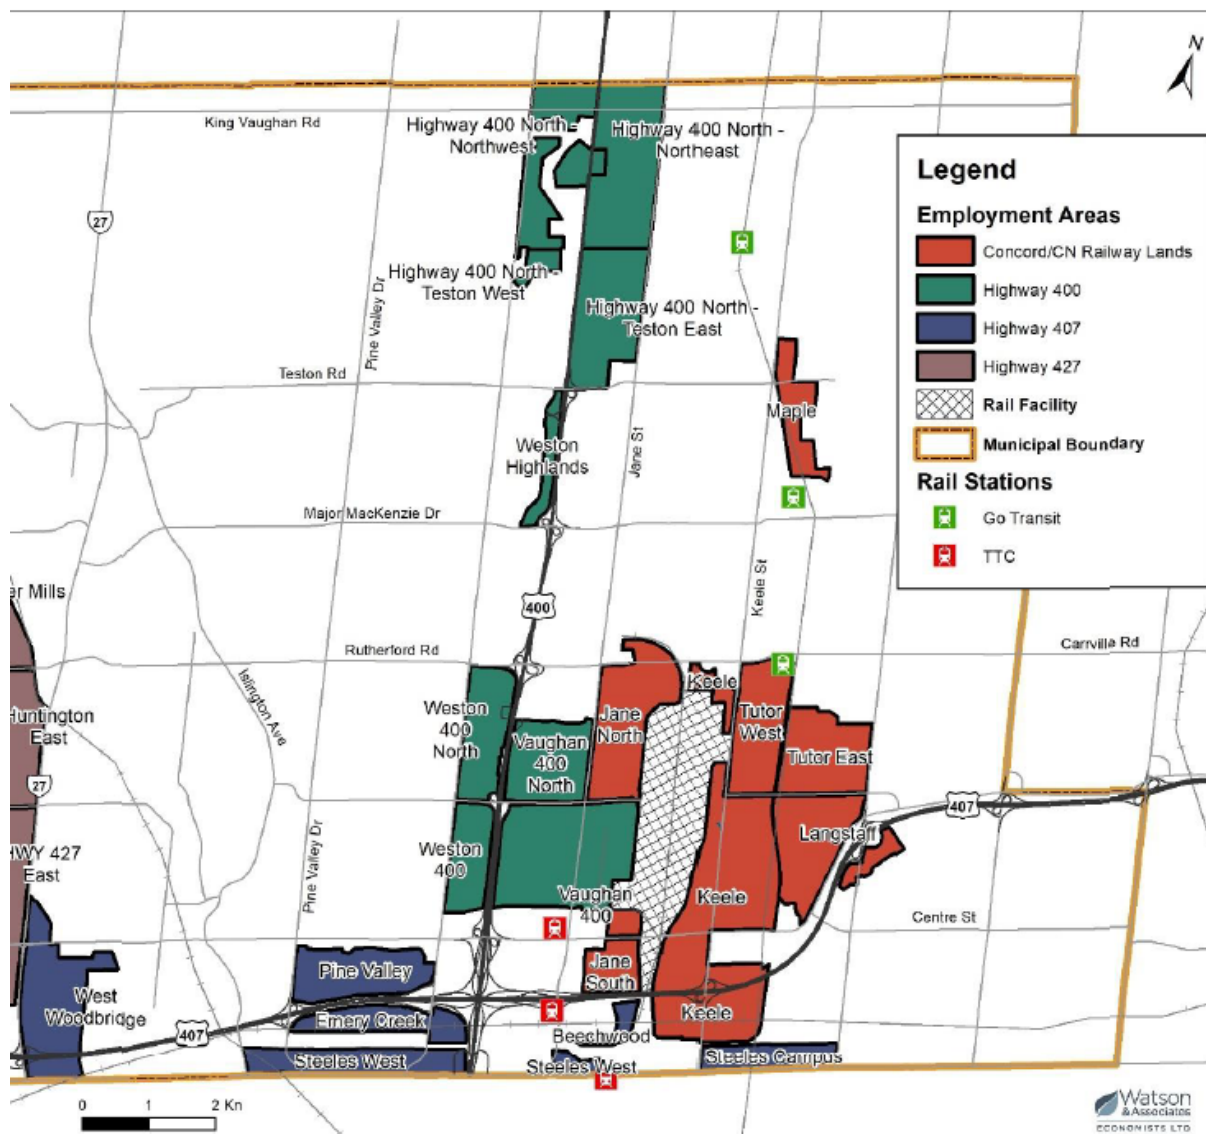 N
King Vaughan Rd
Highway 400 North -
Northwest
Highway 400 North -
Northeast
Legend
Employment Areas
Concord/CN Railway Lands
Highway 400
Highway 407
Highway 427
Rail Facility
Municipal Boundary
Rail Stations
Go Transit
TTC
27
Highway 400 North -
Teston West
Highway 400 North -
Teston East
Pine Valley Dr
Teston Rd
Maple
Weston
Highlands
Jane St
Major MacKenzie Dr
er Mills
400
Keele St
Rutherford Rd
Carrville Rd
Islington Ave
Huntington
East
27
Weston
400
North
Vaughan
400
North
Jane
North
Keele
Tutor
West
Tutor East
407
Langstaff
HWY 427
East
Pine Valley Dr
Weston
400
Vaughan
400
Keele
Centre St
Pine Valley
Jane
South
West
Woodbridge
407
Emery Creek
Beechwood
Keele
Steeles West
Steeles West
Steeles Campus
0 1 2 Kn
Watson
& Associates
ECONOMISTS LTD